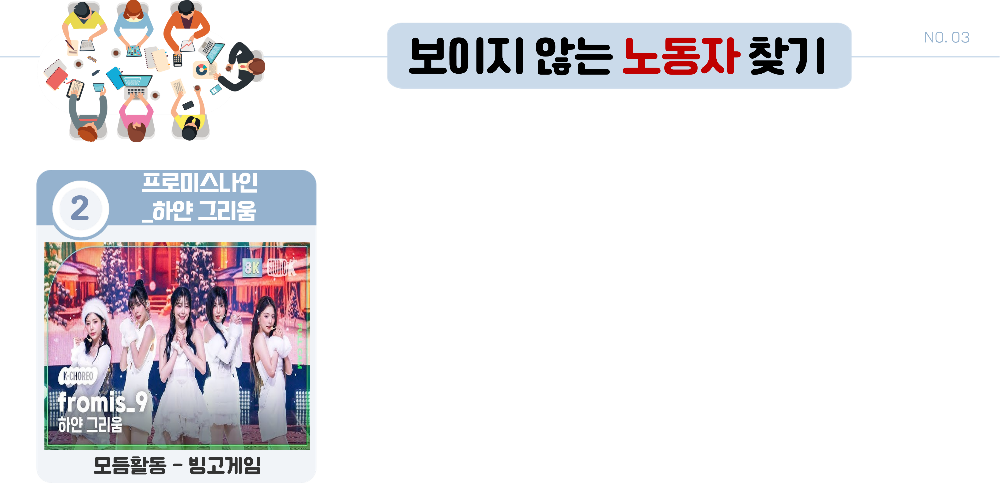 보이지 않는 노동자 찾기
NO. 03
2
프로미스나인
_하얀 그리움
8K
STUDIO K
FULL CAM
K-CHOREO
fromis_9
하얀 그리움
모듬활동 - 빙고게임